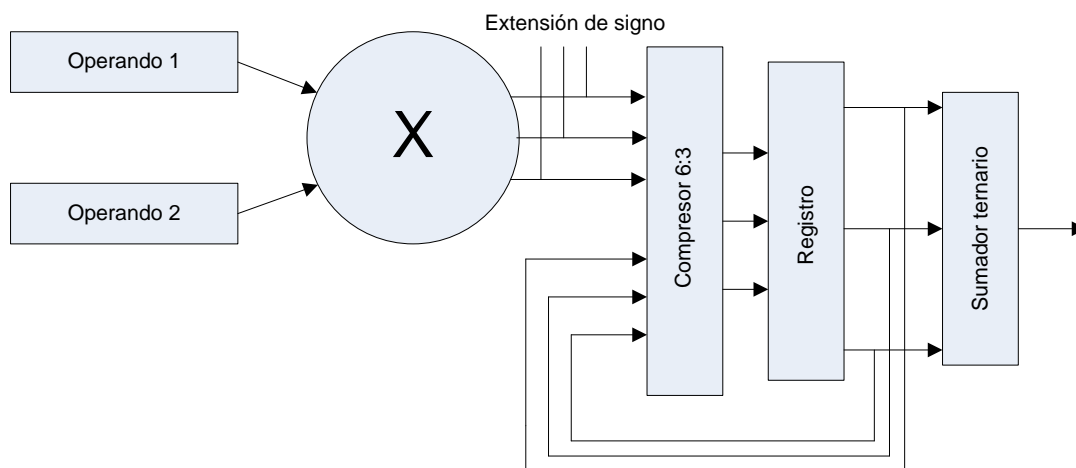 Extensión de signo
Operando 1
X
Operando 2
Compresor 6:3
Registro
Sumador ternario